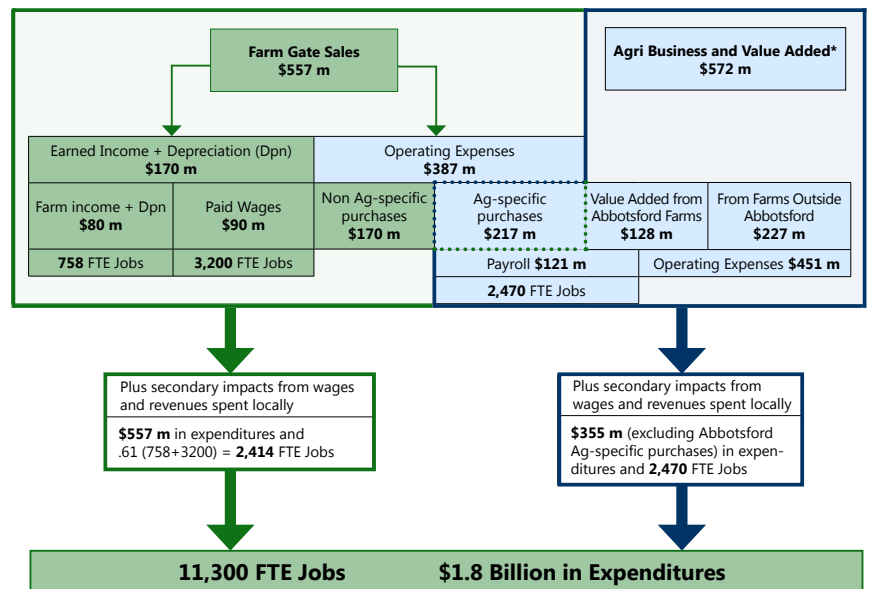 Farm Gate Sales
$557 m
Agri Business and Value Added*
$572 m
Earned Income + Depreciation (Dpn)
$170 m
Operating Expenses
$387 m
Farm income + Dpn
$80 m
Paid Wages
$90 m
Non Ag-specific
purchases
$170 m
Ag-specific
purchases
$217 m
Value Added from
Abbotsford Farms
$128 m
From Farms Outside
Abbotsford
$227 m
758 FTE Jobs
3,200 FTE Jobs
Payroll $121 m
Operating Expenses $451 m
2,470 FTE Jobs
Plus secondary impacts from wages
and revenues spent locally
$557 m in expenditures and
.61 (758+3200) = 2,414 FTE Jobs
Plus secondary impacts from
wages and revenues spent locally
$355 m (excluding Abbotsford
Ag-specific purchases) in expen-
ditures and 2,470 FTE Jobs
11,300 FTE Jobs $1.8 Billion in Expenditures